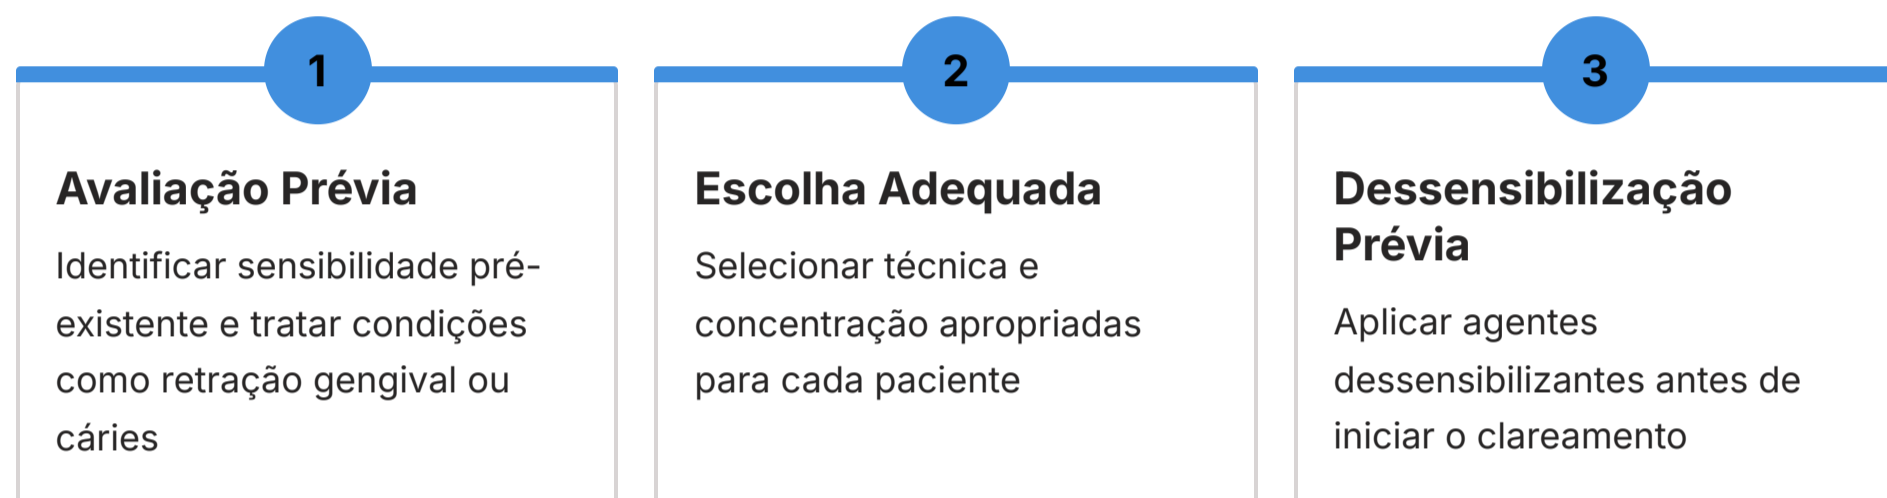 1
Avaliação Prévia
Identificar sensibilidade pré-
existente e tratar condições
como retração gengival ou
cáries
2
Escolha Adequada
Selecionar técnica e
concentração apropriadas
para cada paciente
3
Dessensibilização
Prévia
Aplicar agentes
dessensibilizantes antes de
iniciar o clareamento